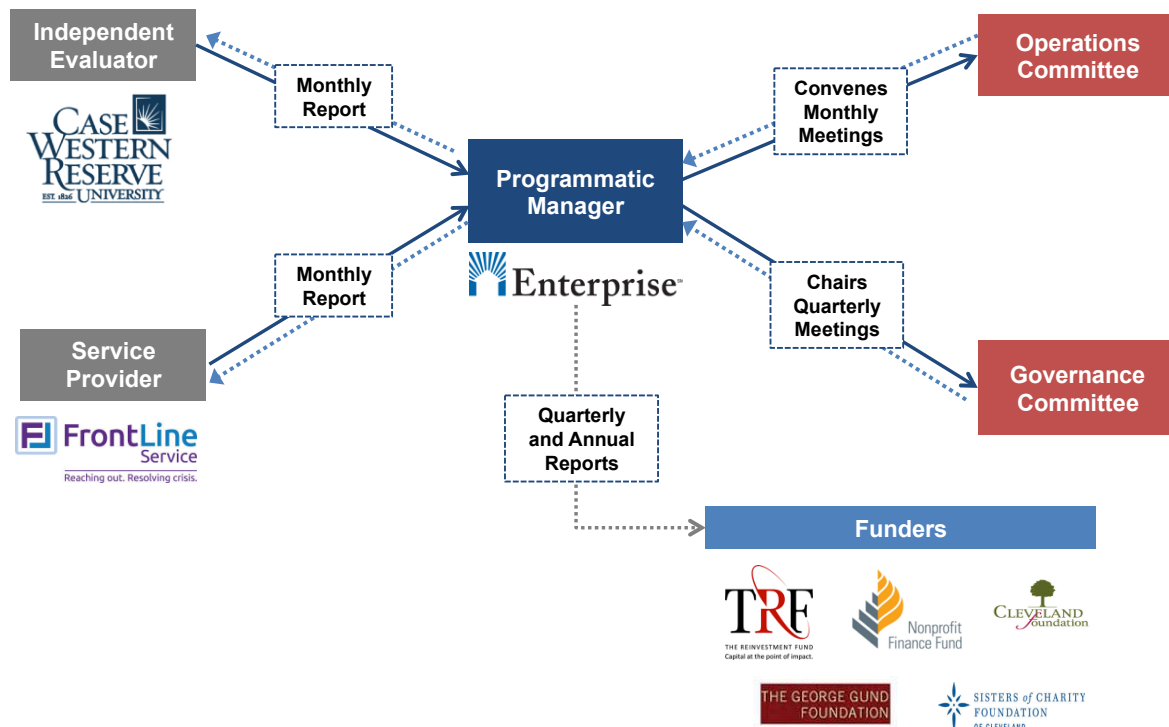 Independent
Evaluator
CASE
WESTERN
RESERVE
EST. 1826 UNIVERSITY
Monthly
Report
Convenes
Monthly
Meetings
Operations
Committee
Programmatic
Manager
Enterprise
Monthly
Report
Chairs
Quarterly
Meetings
Service
Provider
FrontLine
Service
Reaching out. Resolving crisis.
Governance
Committee
Quarterly
and Annual
Reports
Funders
TRF
THE REINVESTMENT FUND
Capital at the point of impact.
Nonprofit
Finance Fund
CLEVELAND
foundation
THE GEORGE GUND
FOUNDATION
SISTERS of CHARITY
FOUNDATION
OF CLEVELAND